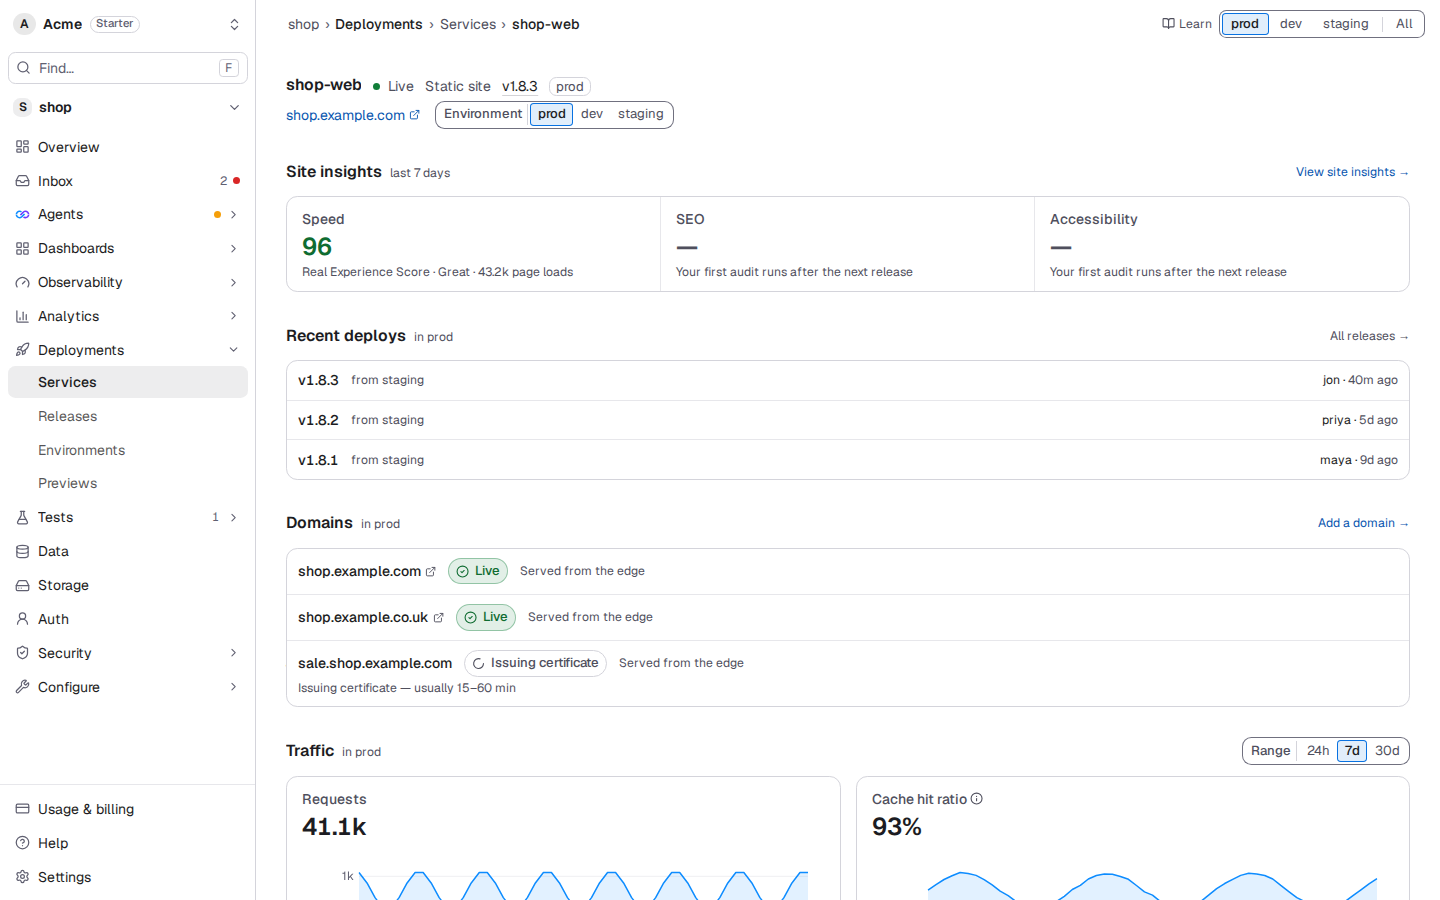 A Acme Starter
Find...
F
S shop
Overview
Inbox 2
Agents
Dashboards
Observability
Analytics
Deployments
Services
Releases
Environments
Previews
Tests 1
Data
Storage
Auth
Security
Configure
Usage & billing
Help
Settings
shop › Deployments › Services › shop-web
Learn prod dev staging All
shop-web Live Static site v1.8.3 prod
shop.example.com Environment prod dev staging
Site insights last 7 days View site insights →
Speed
96
Real Experience Score · Great · 43.2k page loads
SEO
—
Your first audit runs after the next release
Accessibility
—
Your first audit runs after the next release
Recent deploys in prod All releases →
v1.8.3 from staging jon · 40m ago
v1.8.2 from staging priya · 5d ago
v1.8.1 from staging maya · 9d ago
Domains in prod Add a domain →
shop.example.com Live Served from the edge
shop.example.co.uk Live Served from the edge
sale.shop.example.com Issuing certificate Served from the edge
Issuing certificate — usually 15–60 min
Traffic in prod Range 24h 7d 30d
Requests
41.1k
1k
Cache hit ratio
93%